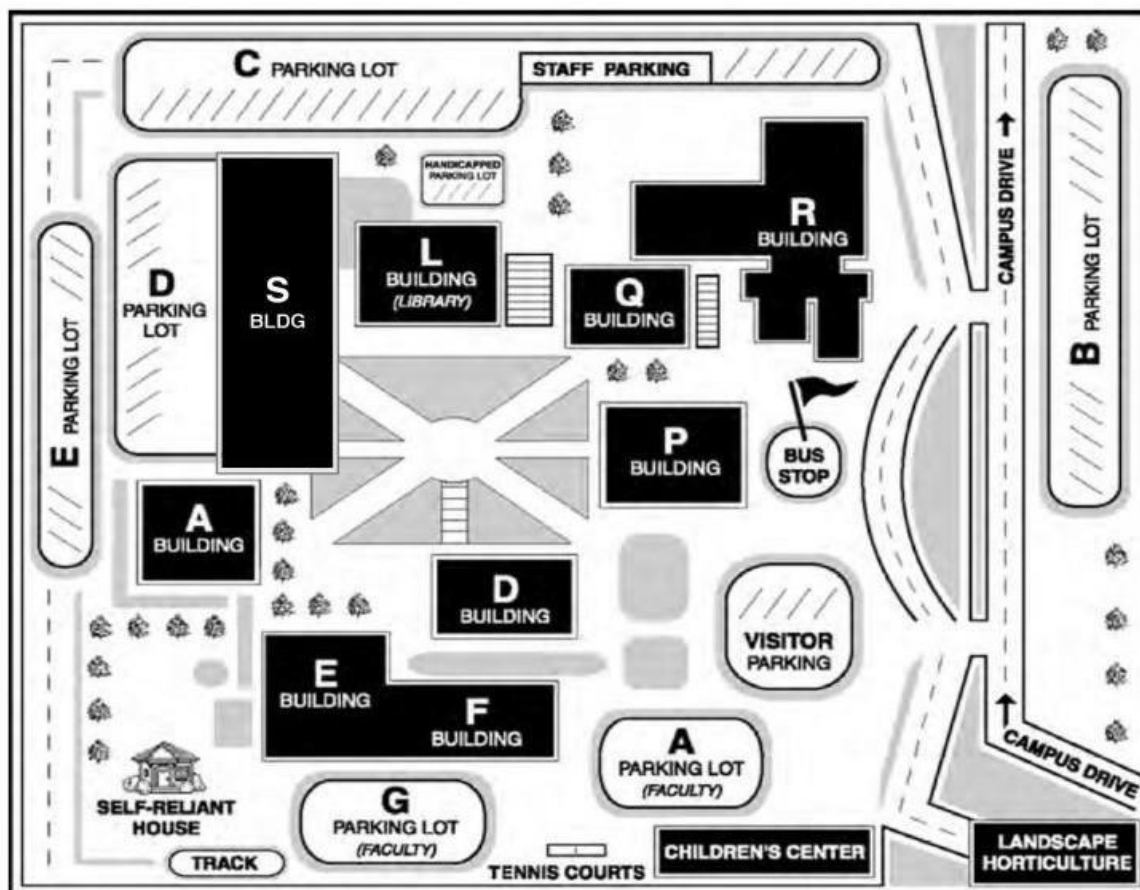 C PARKING LOT
STAFF PARKING
HANDICAPPED
PARKING LOT
D
PARKING
LOT
S
BLDG
L
BUILDING
(LIBRARY)
Q
BUILDING
R
BUILDING
CAMPUS DRIVE
B PARKING LOT
E PARKING LOT
P
BUILDING
BUS
STOP
A
BUILDING
D
BUILDING
VISITOR
PARKING
E
BUILDING
F
BUILDING
A
PARKING LOT
(FACULTY)
CAMPUS DRIVE
SELF-RELIANT
HOUSE
G
PARKING LOT
(FACULTY)
TRACK
TENNIS COURTS
CHILDREN'S CENTER
LANDSCAPE
HORTICULTURE